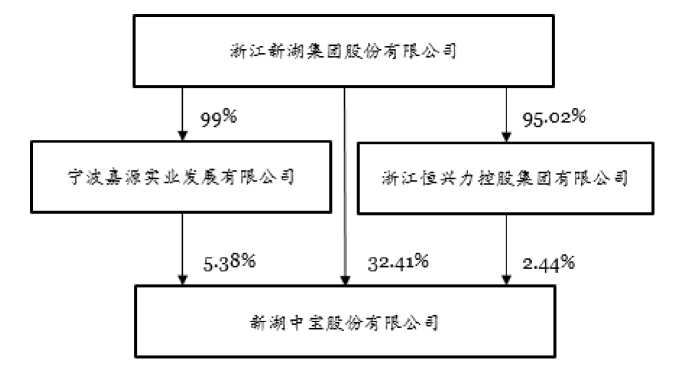 浙江新湖集团股份有限公司
99%
95.02%
宁波嘉源实业发展有限公司
浙江恒兴力控股集团有限公司
5.38%
32.41%
2.44%
新湖中宝股份有限公司